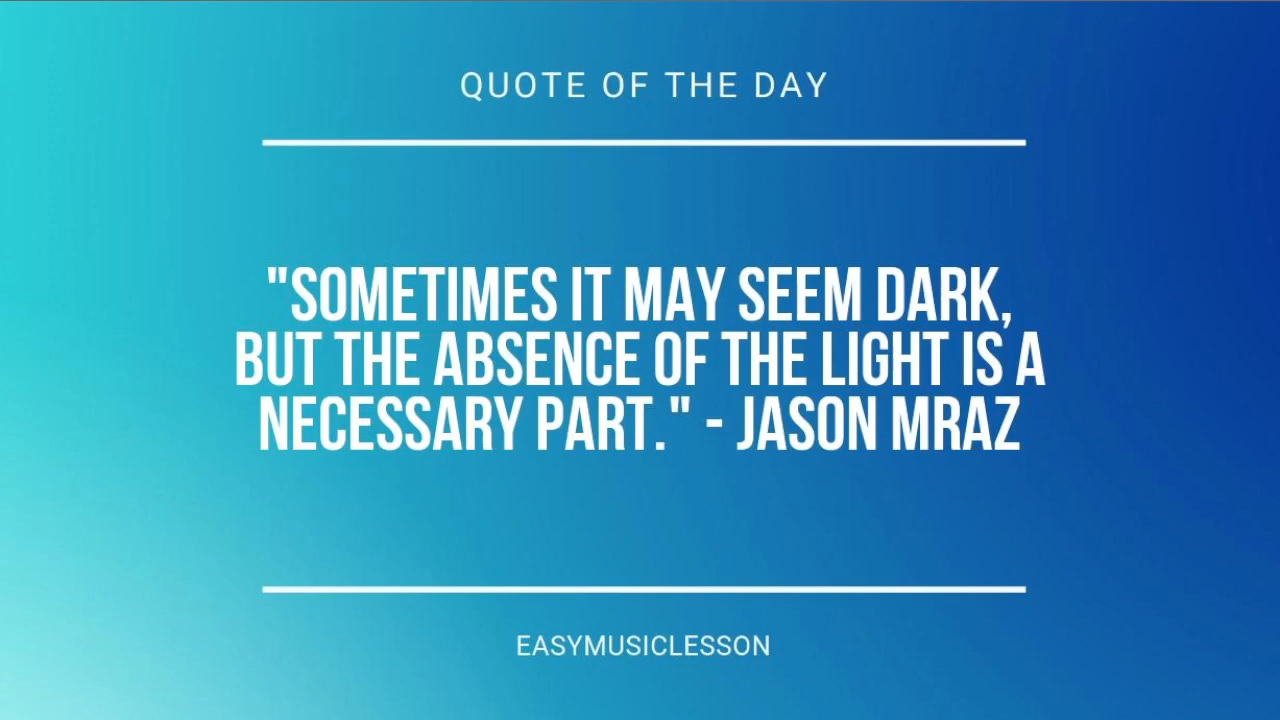 QUOTE OF THE DAY
"SOMETIMES IT MAY SEEM DARK,
BUT THE ABSENCE OF THE LIGHT IS A
NECESSARY PART." - JASON MRAZ
EASYMUSICLESSON